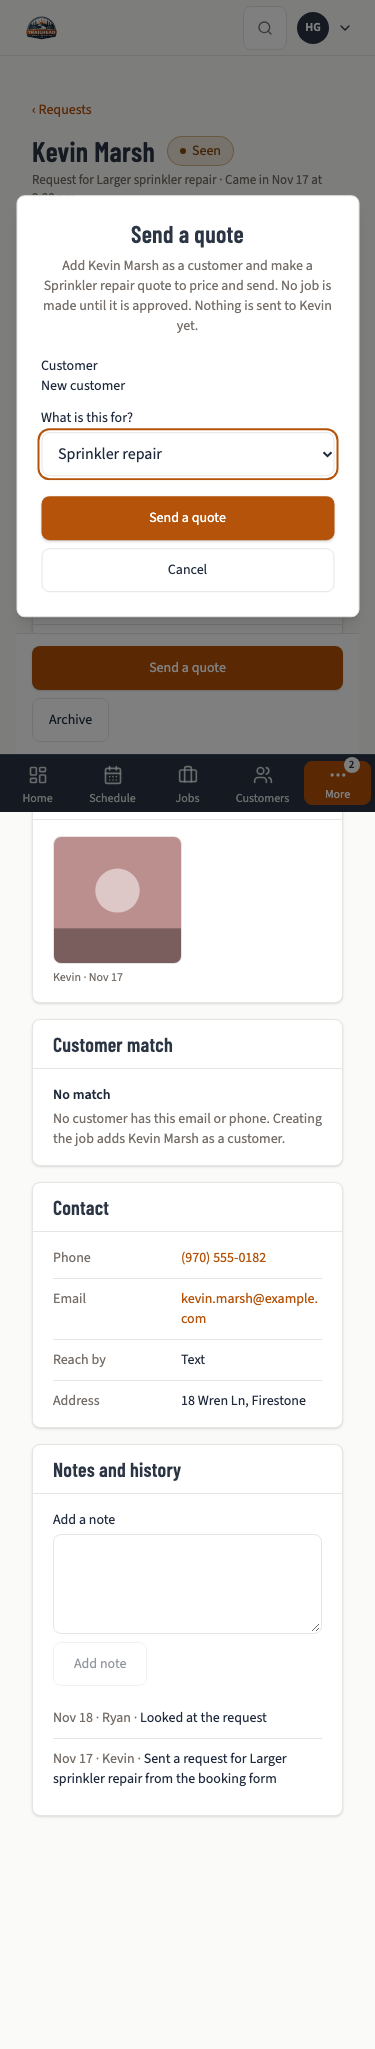 HG
‹ Requests
Kevin Marsh
Seen
Request for Larger sprinkler repair · Came in Nov 17 at
Send a quote
Add Kevin Marsh as a customer and make a
Sprinkler repair quote to price and send. No job is
made until it is approved. Nothing is sent to Kevin
yet.
Customer
New customer
What is this for?
Sprinkler repair
Send a quote
Cancel
Send a quote
Archive
Home
Schedule
Jobs
Customers
2
More
Kevin · Nov 17
Customer match
No match
No customer has this email or phone. Creating
the job adds Kevin Marsh as a customer.
Contact
Phone
(970) 555-0182
Email
kevin.marsh@example.
com
Reach by
Text
Address
18 Wren Ln, Firestone
Notes and history
Add a note
Add note
Nov 18 · Ryan · Looked at the request
Nov 17 · Kevin · Sent a request for Larger
sprinkler repair from the booking form